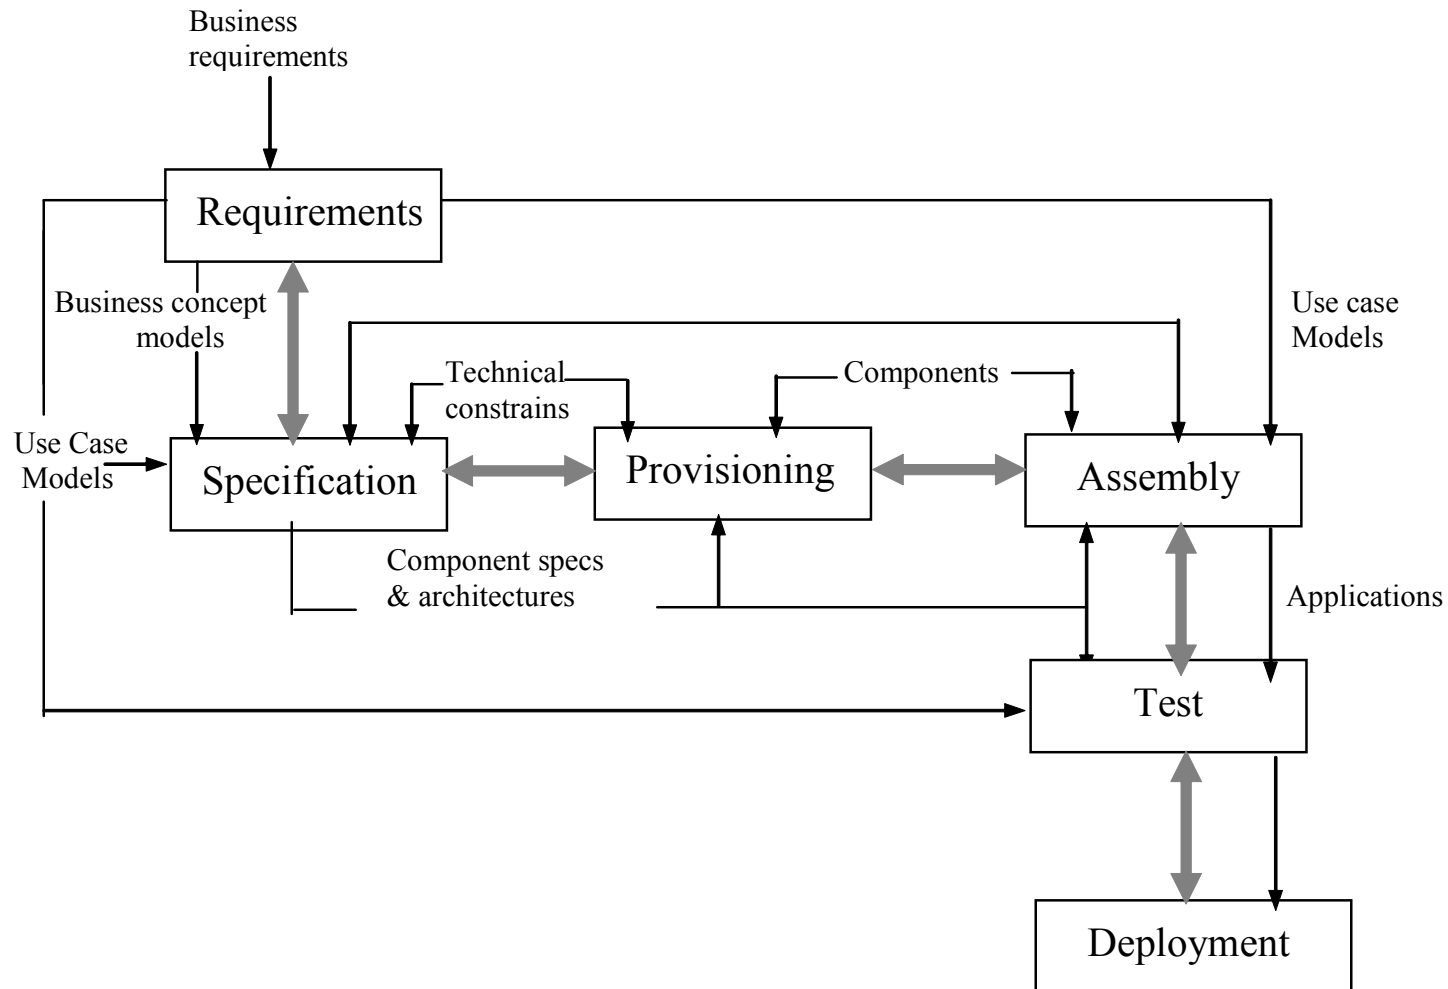 Business
requirements
Requirements
Business concept
models
Use case
Models
Technical
constrains
Components
Use Case
Models
Specification
Provisioning
Assembly
Component specs
& architectures
Applications
Test
Deployment